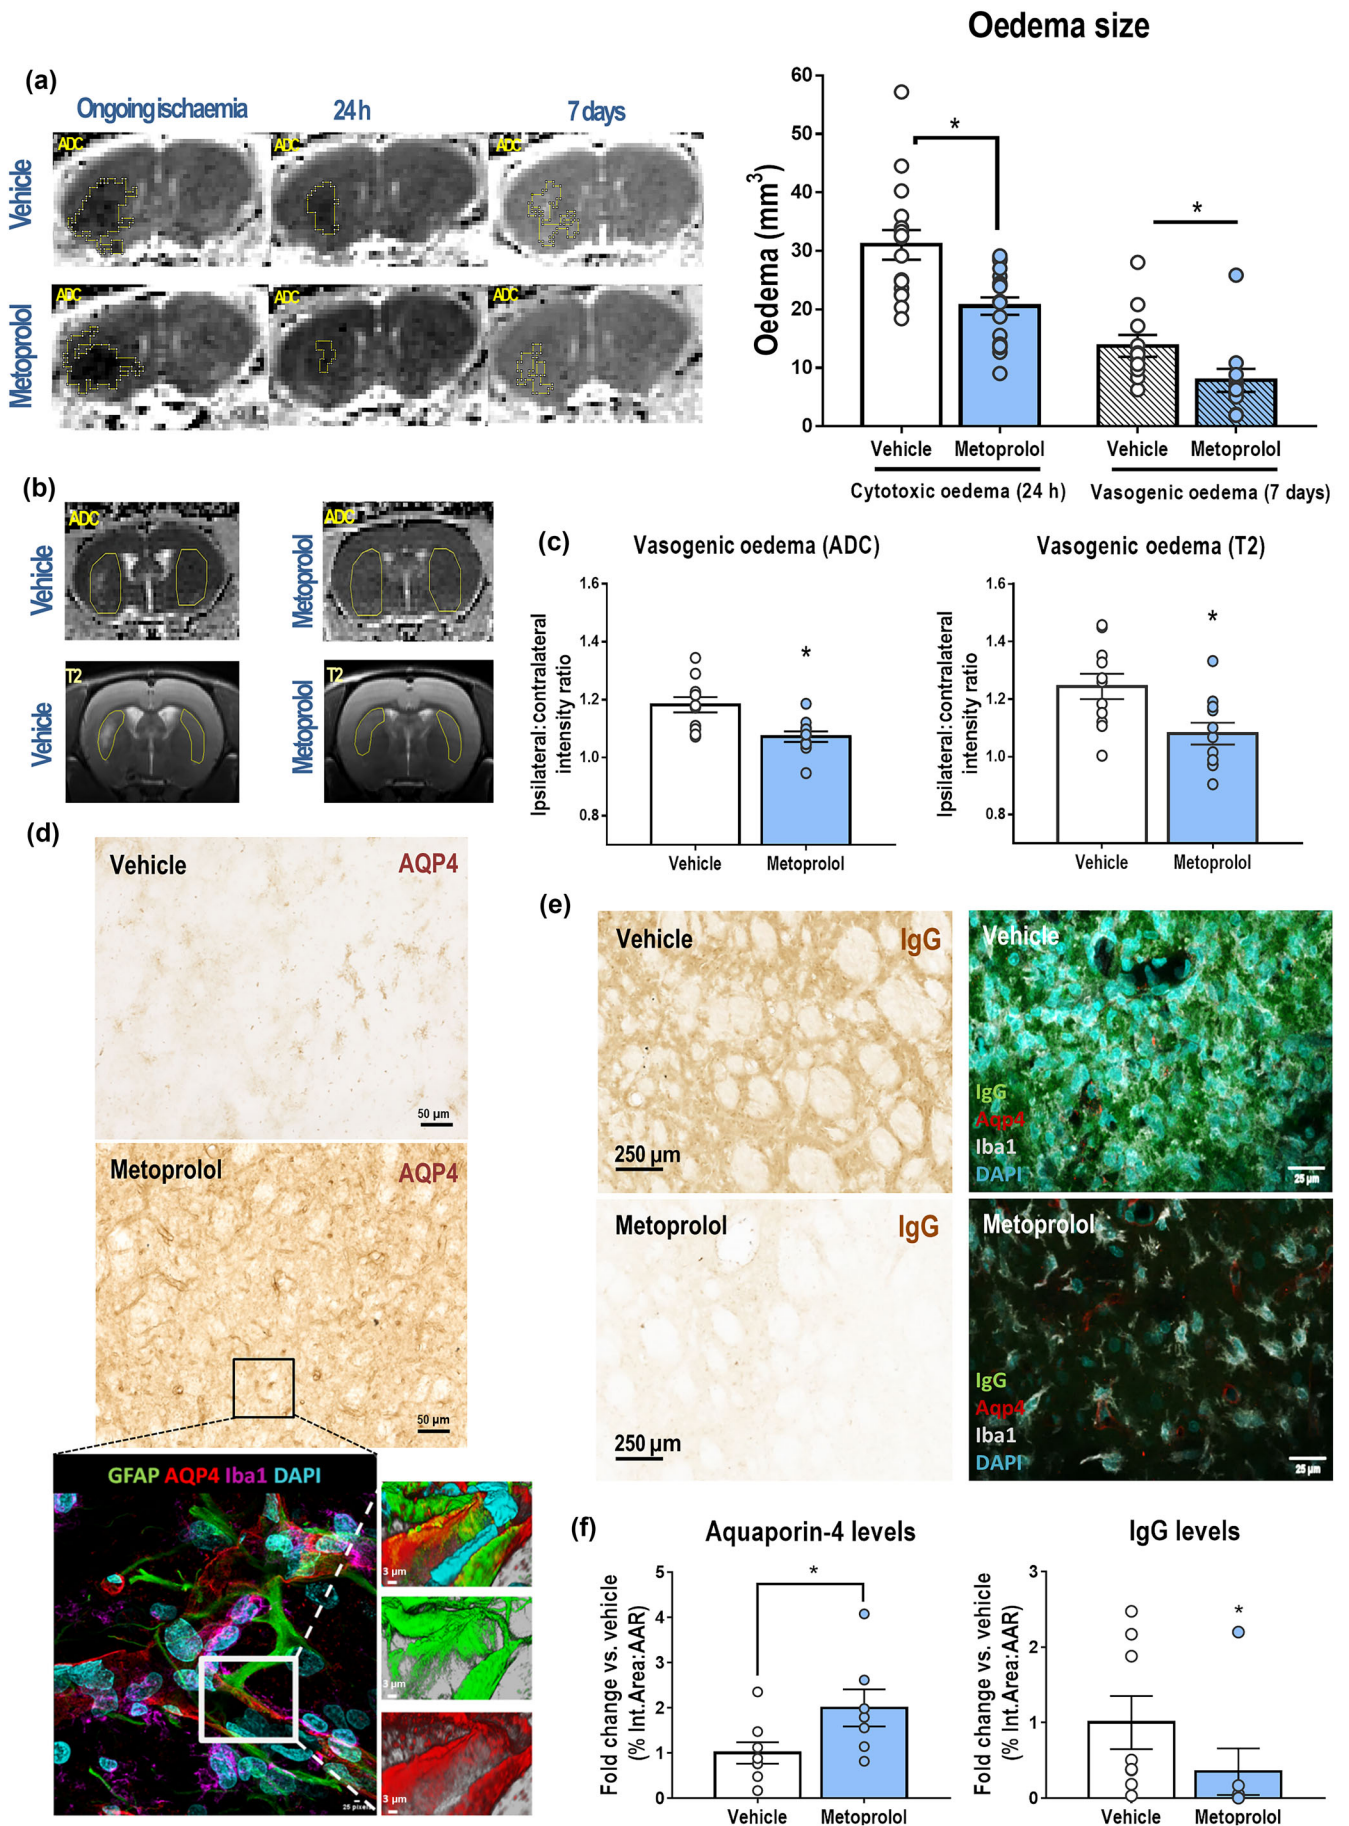 (a)
Ongoing ischaemia
24 h
7 days
Vehicle
ADC
ADC
ADC
Metoprolol
ADC
ADC
ADC
Oedema size
Oedema (mm³)
60
50
40
30
20
10
0
*
*
Vehicle
Metoprolol
Vehicle
Metoprolol
Cytotoxic oedema (24 h)
Vasogenic oedema (7 days)
(b)
Vehicle
ADC
Metoprolol
ADC
Vehicle
T2
Metoprolol
T2
(c)
Vasogenic oedema (ADC)
Ipsilateral:contralateral
intensity ratio
1.6
1.4
1.2
1.0
0.8
*
Vehicle
Metoprolol
Vasogenic oedema (T2)
Ipsilateral:contralateral
intensity ratio
1.6
1.4
1.2
1.0
0.8
*
Vehicle
Metoprolol
(d)
Vehicle
AQP4
50 µm
Metoprolol
AQP4
50 µm
GFAP AQP4 Iba1 DAPI
25 pixels
3 µm
3 µm
3 µm
(e)
Vehicle
IgG
250 µm
Vehicle
IgG
Aqp4
Iba1
DAPI
25 µm
Metoprolol
IgG
250 µm
Metoprolol
IgG
Aqp4
Iba1
DAPI
25 µm
(f)
Aquaporin-4 levels
Fold change vs. vehicle
(% Int.Area:AAR)
5
4
3
2
1
0
*
Vehicle
Metoprolol
IgG levels
Fold change vs. vehicle
(% Int.Area:AAR)
3
2
1
0
*
Vehicle
Metoprolol